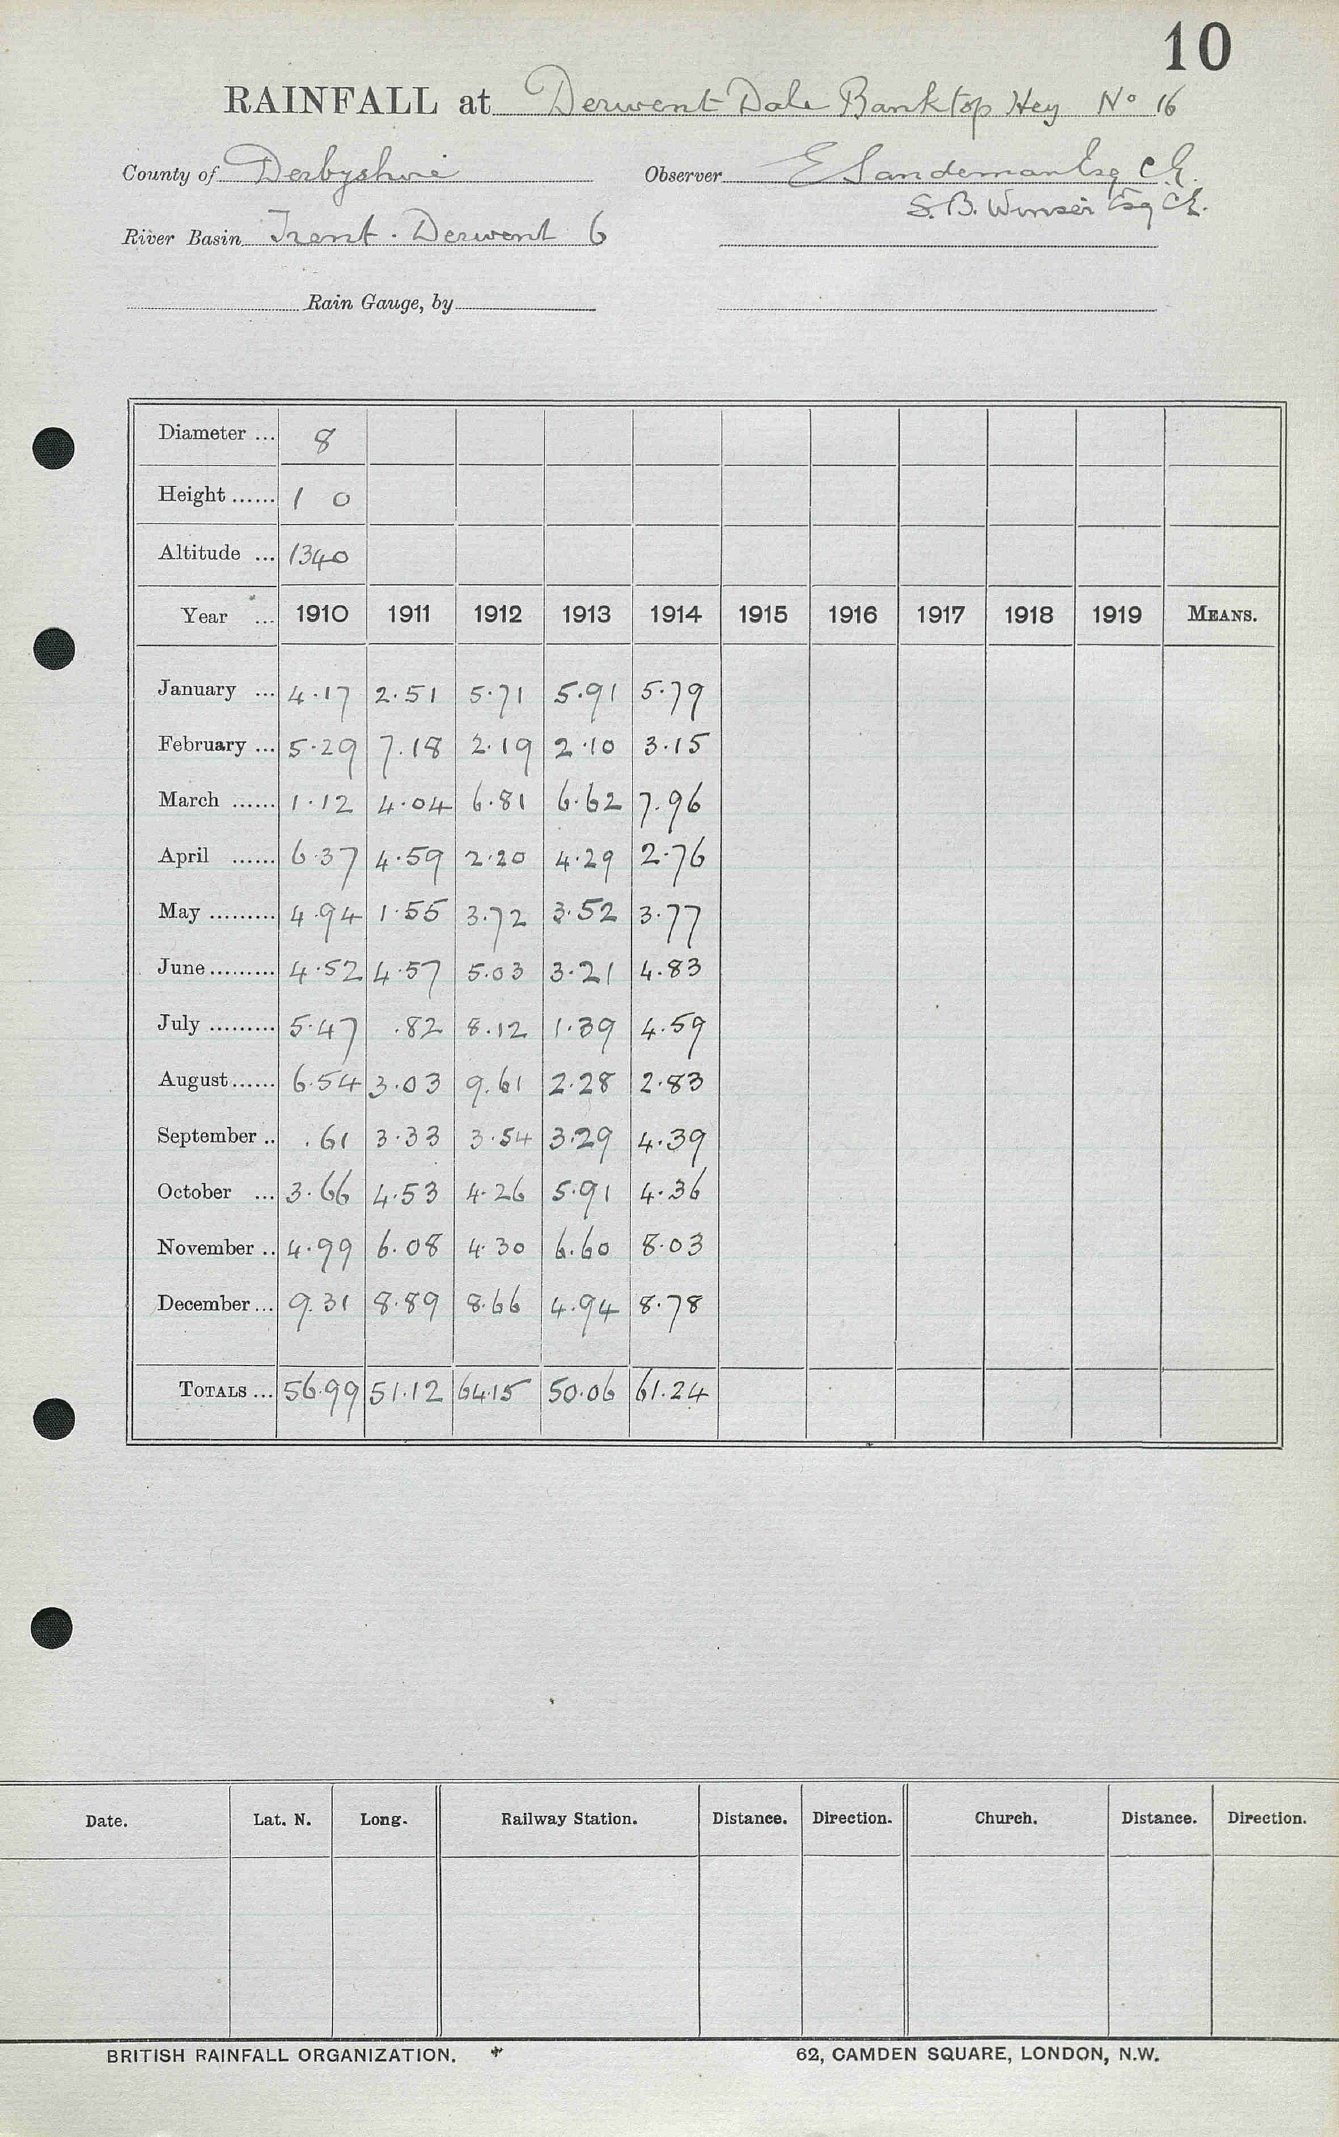 10
RAINFALL at Derwent Dale Banktop Hey No 16
County of Derbyshire Observer E Sandeman Esq C.E.
S. B. Winser Esq C.E.
River Basin Trent. Derwent 6
Rain Gauge, by
Diameter ... 8
Height ...... 1 0
Altitude ... 1340
Year ... 1910 1911 1912 1913 1914 1915 1916 1917 1918 1919 MEANS.
January ... 4.17 2.51 5.71 5.91 5.79
February ... 5.29 7.18 2.19 2.10 3.15
March ...... 1.12 4.04 6.81 6.62 7.96
April ...... 6.37 4.59 2.20 4.29 2.76
May ......... 4.94 1.55 3.72 3.52 3.77
June ......... 4.52 4.57 5.03 3.21 4.83
July ......... 5.47 .82 8.12 1.39 4.59
August ...... 6.54 3.03 9.61 2.28 2.83
September .. .61 3.33 3.54 3.29 4.39
October ... 3.66 4.53 4.26 5.91 4.36
November .. 4.99 6.08 4.30 6.60 8.03
December ... 9.31 8.89 8.66 4.94 8.78
TOTALS ... 56.99 51.12 64.15 50.06 61.24
Date. Lat. N. Long. Railway Station. Distance. Direction. Church. Distance. Direction.
BRITISH RAINFALL ORGANIZATION. 62, CAMDEN SQUARE, LONDON, N.W.